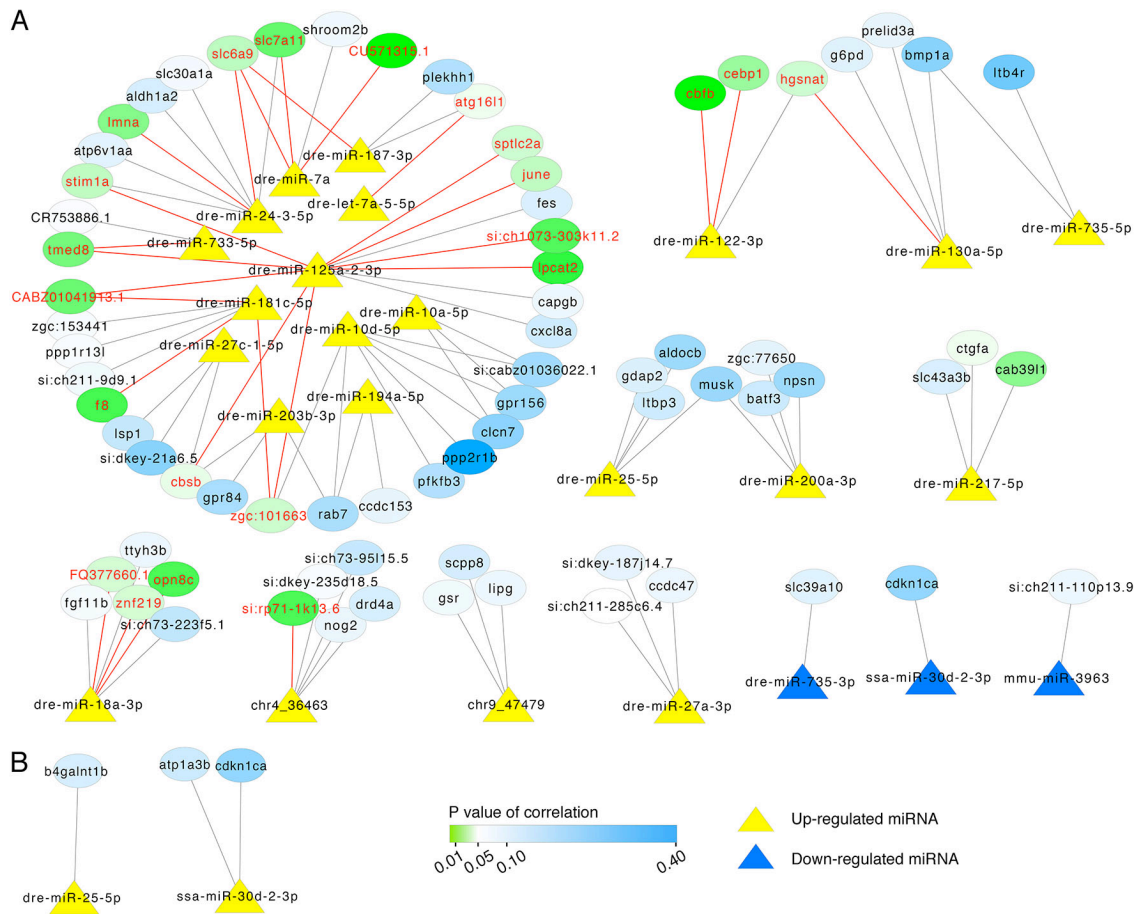 A
shroom2b
slc7a11
slc6a9
CU571315.1
slc30a1a
plekhh1
aldh1a2
atg16l1
lmna
atp6v1aa
dre-miR-187-3p
sptlc2a
stim1a
dre-miR-7a
june
dre-let-7a-5-5p
CR753886.1
dre-miR-24-3-5p
fes
tmed8
dre-miR-733-5p
si:ch1073-303k11.2
dre-miR-125a-2-3p
lpcat2
CABZ01041913.1
dre-miR-181c-5p
dre-miR-10a-5p
capgb
zgc:153441
dre-miR-10d-5p
cxcl8a
ppp1r13l
dre-miR-27c-1-5p
si:cabz01036022.1
si:ch211-9d9.1
dre-miR-194a-5p
gpr156
f8
dre-miR-203b-3p
clcn7
lsp1
ppp2r1b
si:dkey-21a6.5
pfkfb3
cbsb
gpr84
ccdc153
zgc:101663
rab7
prelid3a
g6pd
bmp1a
cebp1
hgsnat
ltb4r
cbfb
dre-miR-122-3p
dre-miR-130a-5p
dre-miR-735-5p
aldocb
zgc:77650
ctgfa
gdap2
musk
npsn
slc43a3b
cab39l1
ltbp3
batf3
dre-miR-25-5p
dre-miR-200a-3p
dre-miR-217-5p
ttyh3b
FQ377660.1
opn8c
fgf11b
znf219
si:ch73-223f5.1
dre-miR-18a-3p
si:ch73-95l15.5
si:dkey-235d18.5
si:rp71-1k13.6
drd4a
nog2
chr4_36463
scpp8
gsr
lipg
chr9_47479
si:dkey-187j14.7
ccdc47
si:ch211-285c6.4
dre-miR-27a-3p
slc39a10
dre-miR-735-3p
cdkn1ca
ssa-miR-30d-2-3p
si:ch211-110p13.9
mmu-miR-3963
B
b4galnt1b
atp1a3b
cdkn1ca
dre-miR-25-5p
ssa-miR-30d-2-3p
P value of correlation
0.01
0.05
0.10
0.40
Up-regulated miRNA
Down-regulated miRNA